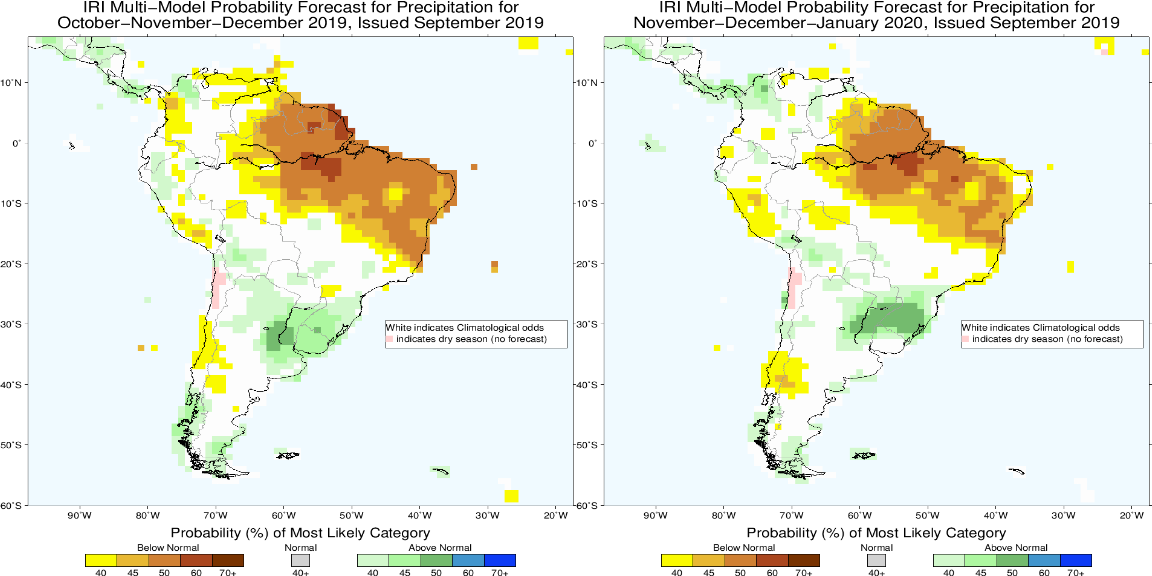 IRI Multi-Model Probability Forecast for Precipitation for
October-November-December 2019, Issued September 2019
10°N
0°
10°S
20°S
30°S
40°S
50°S
60°S
90°W 80°W 70°W 60°W 50°W 40°W 30°W 20°W
White indicates Climatological odds
indicates dry season (no forecast)
Probability (%) of Most Likely Category
Below Normal Normal Above Normal
40 45 50 60 70+ 40+ 40 45 50 60 70+
IRI Multi-Model Probability Forecast for Precipitation for
November-December-January 2020, Issued September 2019
10°N
0°
10°S
20°S
30°S
40°S
50°S
60°S
90°W 80°W 70°W 60°W 50°W 40°W 30°W 20°W
White indicates Climatological odds
indicates dry season (no forecast)
Probability (%) of Most Likely Category
Below Normal Normal Above Normal
40 45 50 60 70+ 40+ 40 45 50 60 70+